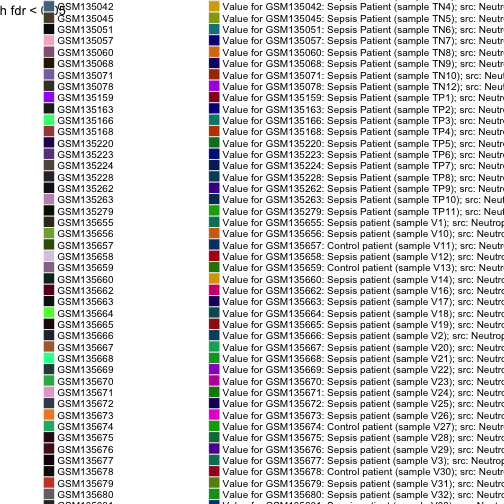 h fdr < 0.05
GSM135042 Value for GSM135042: Sepsis Patient (sample TN4); src: Neutr
GSM135045 Value for GSM135045: Sepsis Patient (sample TN5); src: Neutr
GSM135051 Value for GSM135051: Sepsis Patient (sample TN6); src: Neutr
GSM135057 Value for GSM135057: Sepsis Patient (sample TN7); src: Neutr
GSM135060 Value for GSM135060: Sepsis Patient (sample TN8); src: Neutr
GSM135068 Value for GSM135068: Sepsis Patient (sample TN9); src: Neutr
GSM135071 Value for GSM135071: Sepsis Patient (sample TN10); src: Neut
GSM135078 Value for GSM135078: Sepsis Patient (sample TN12); src: Neut
GSM135159 Value for GSM135159: Sepsis Patient (sample TP1); src: Neutr
GSM135163 Value for GSM135163: Sepsis Patient (sample TP2); src: Neutr
GSM135166 Value for GSM135166: Sepsis Patient (sample TP3); src: Neutr
GSM135168 Value for GSM135168: Sepsis Patient (sample TP4); src: Neutr
GSM135220 Value for GSM135220: Sepsis Patient (sample TP5); src: Neutr
GSM135223 Value for GSM135223: Sepsis Patient (sample TP6); src: Neutr
GSM135224 Value for GSM135224: Sepsis Patient (sample TP7); src: Neutr
GSM135228 Value for GSM135228: Sepsis Patient (sample TP8); src: Neutr
GSM135262 Value for GSM135262: Sepsis Patient (sample TP9); src: Neutr
GSM135263 Value for GSM135263: Sepsis Patient (sample TP10); src: Neut
GSM135279 Value for GSM135279: Sepsis Patient (sample TP11); src: Neut
GSM135655 Value for GSM135655: Sepsis patient (sample V1); src: Neutrop
GSM135656 Value for GSM135656: Sepsis patient (sample V10); src: Neutro
GSM135657 Value for GSM135657: Control patient (sample V11); src: Neutr
GSM135658 Value for GSM135658: Sepsis patient (sample V12); src: Neutro
GSM135659 Value for GSM135659: Control patient (sample V13); src: Neutr
GSM135660 Value for GSM135660: Sepsis patient (sample V14); src: Neutro
GSM135662 Value for GSM135662: Sepsis patient (sample V16); src: Neutro
GSM135663 Value for GSM135663: Sepsis patient (sample V17); src: Neutro
GSM135664 Value for GSM135664: Sepsis patient (sample V18); src: Neutro
GSM135665 Value for GSM135665: Sepsis patient (sample V19); src: Neutro
GSM135666 Value for GSM135666: Sepsis patient (sample V2); src: Neutrop
GSM135667 Value for GSM135667: Sepsis patient (sample V20); src: Neutro
GSM135668 Value for GSM135668: Sepsis patient (sample V21); src: Neutro
GSM135669 Value for GSM135669: Sepsis patient (sample V22); src: Neutro
GSM135670 Value for GSM135670: Sepsis patient (sample V23); src: Neutro
GSM135671 Value for GSM135671: Sepsis patient (sample V24); src: Neutro
GSM135672 Value for GSM135672: Sepsis patient (sample V25); src: Neutro
GSM135673 Value for GSM135673: Sepsis patient (sample V26); src: Neutro
GSM135674 Value for GSM135674: Control patient (sample V27); src: Neutr
GSM135675 Value for GSM135675: Sepsis patient (sample V28); src: Neutro
GSM135676 Value for GSM135676: Sepsis patient (sample V29); src: Neutro
GSM135677 Value for GSM135677: Sepsis patient (sample V3); src: Neutrop
GSM135678 Value for GSM135678: Control patient (sample V30); src: Neutr
GSM135679 Value for GSM135679: Sepsis patient (sample V31); src: Neutro
GSM135680 Value for GSM135680: Sepsis patient (sample V32); src: Neutro